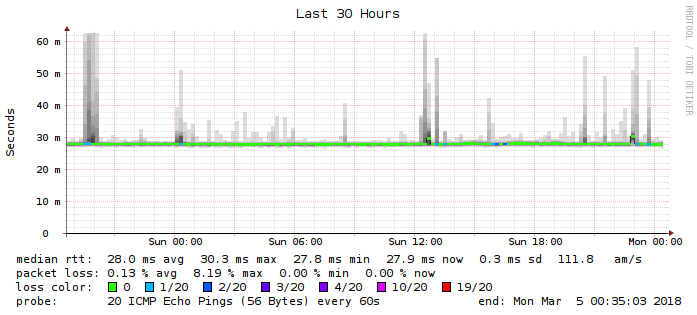 Last 30 Hours
RRDTOOL / TOBI OETIKER
Seconds
60 m
50 m
40 m
30 m
20 m
10 m
0
Sun 00:00 Sun 06:00 Sun 12:00 Sun 18:00 Mon 00:00
median rtt: 28.0 ms avg 30.3 ms max 27.8 ms min 27.9 ms now 0.3 ms sd 111.8 am/s
packet loss: 0.13 % avg 8.19 % max 0.00 % min 0.00 % now
loss color: 0 1/20 2/20 3/20 4/20 10/20 19/20
probe: 20 ICMP Echo Pings (56 Bytes) every 60s end: Mon Mar 5 00:35:03 2018